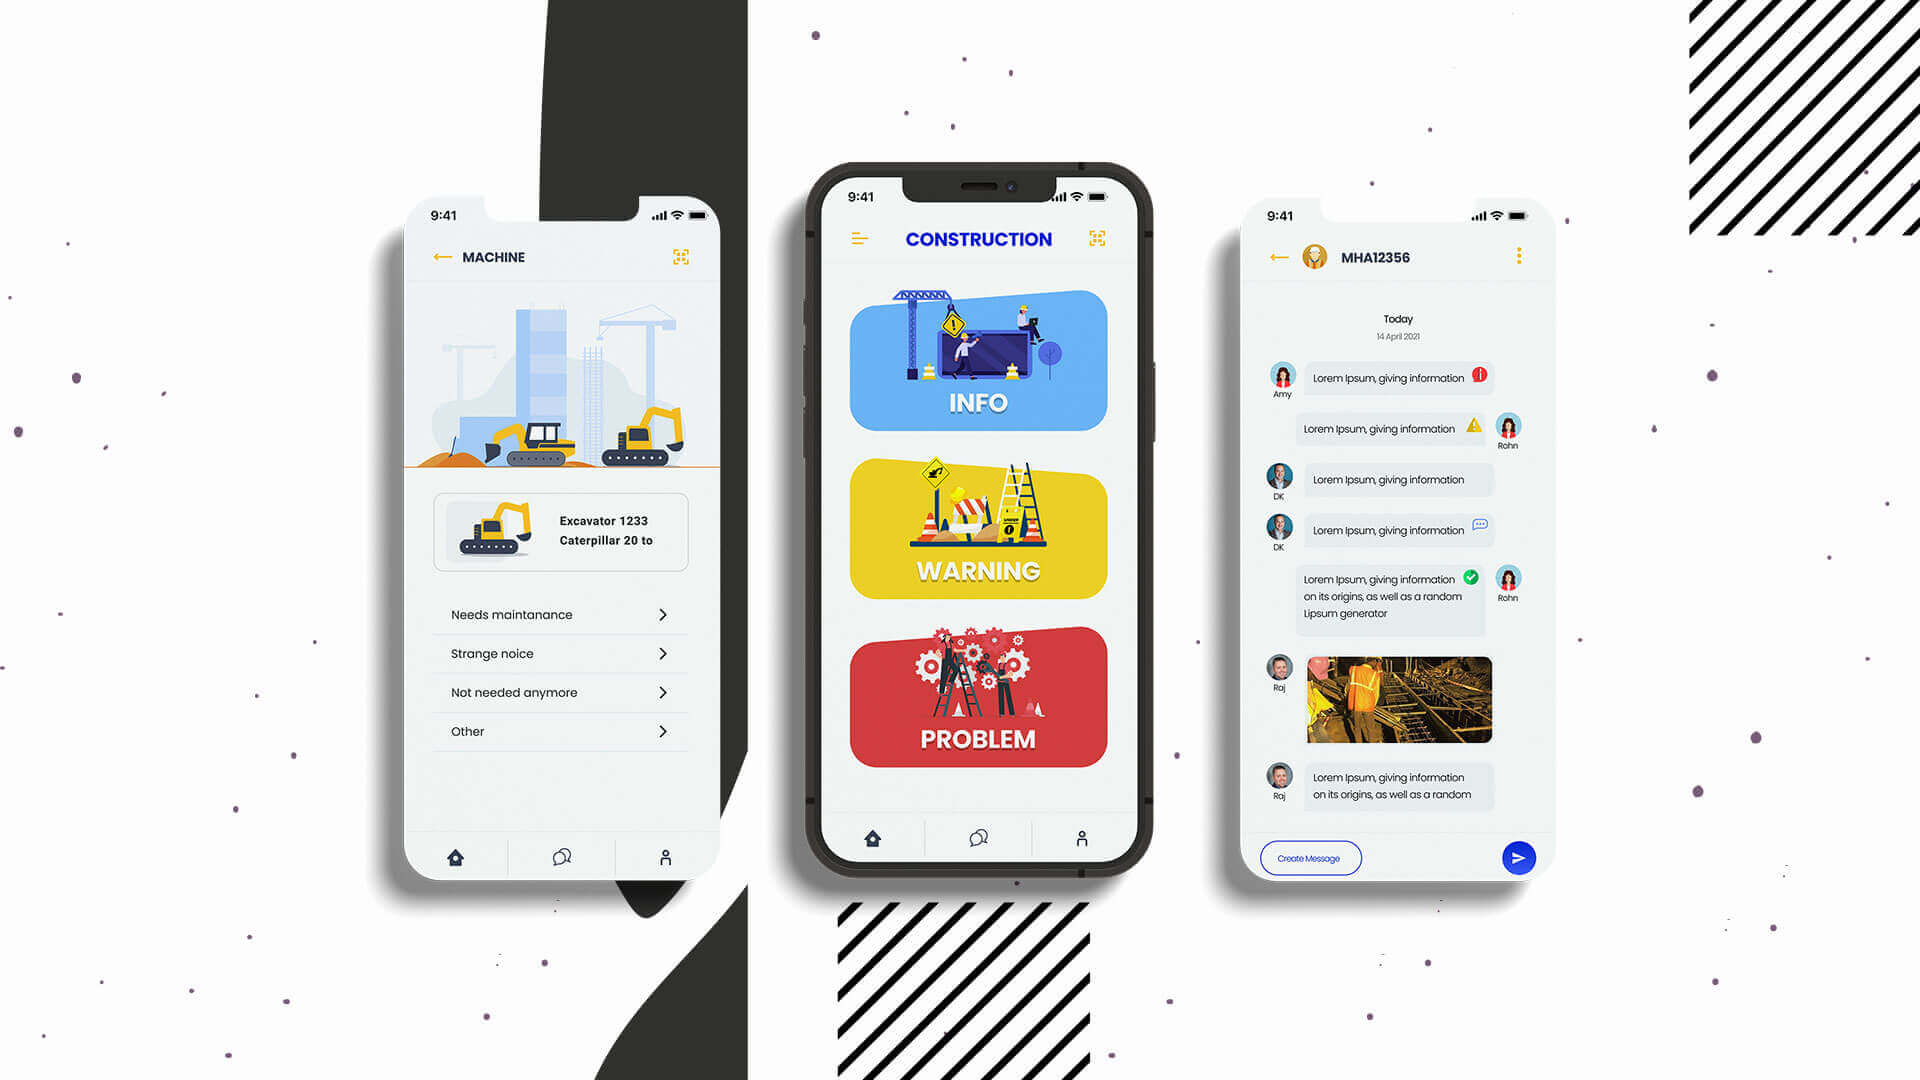 9:41
MACHINE
Excavator 1233
Caterpillar 20 to
Needs maintanance
Strange noice
Not needed anymore
Other
9:41
CONSTRUCTION
INFO
WARNING
PROBLEM
9:41
MHA12356
Today
14 April 2021
Lorem Ipsum, giving information
Amy
Lorem Ipsum, giving information
Rohn
Lorem Ipsum, giving information
DK
Lorem Ipsum, giving information
DK
Lorem Ipsum, giving information
on its origins, as well as a random
Lipsum generator
Rohn
Raj
Lorem Ipsum, giving information
on its origins, as well as a random
Raj
Create Message